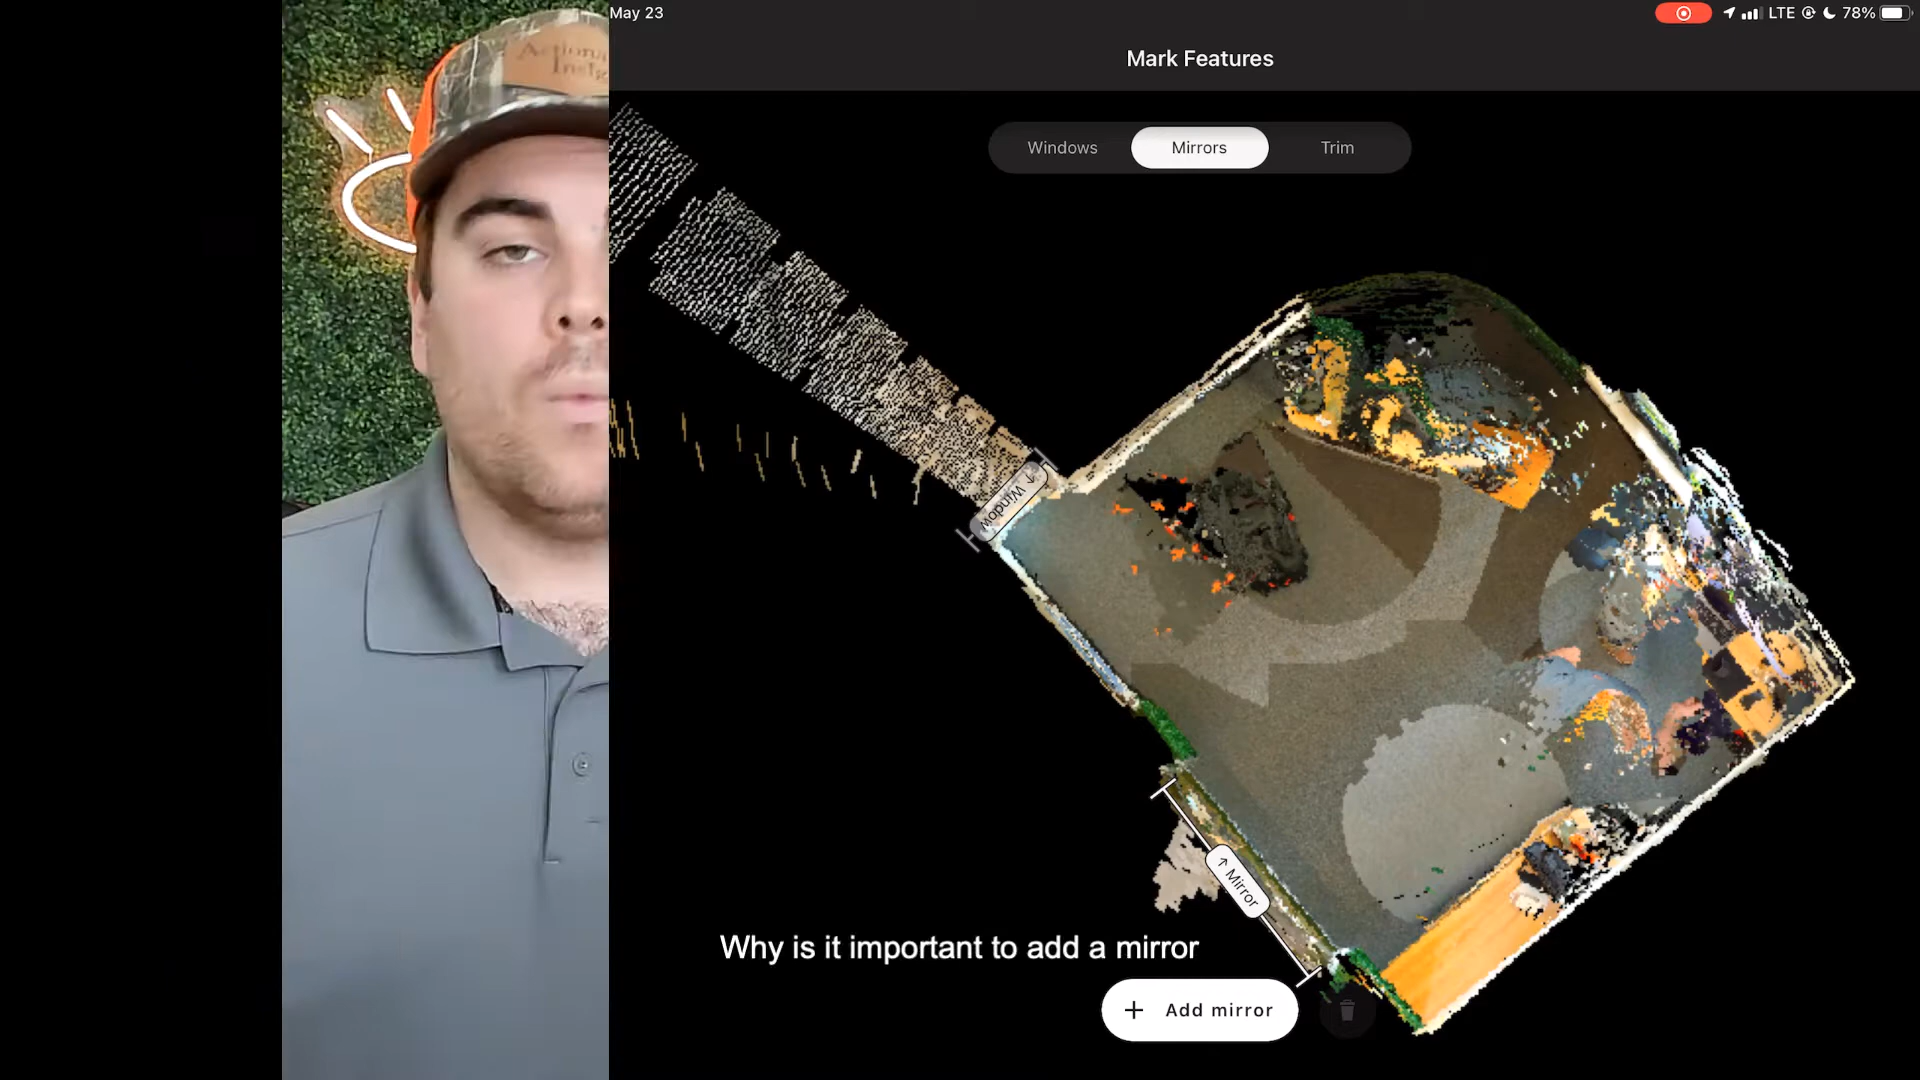 May 23
LTE 78%
Mark Features
Windows Mirrors Trim
Window
Mirror
Why is it important to add a mirror
Add mirror